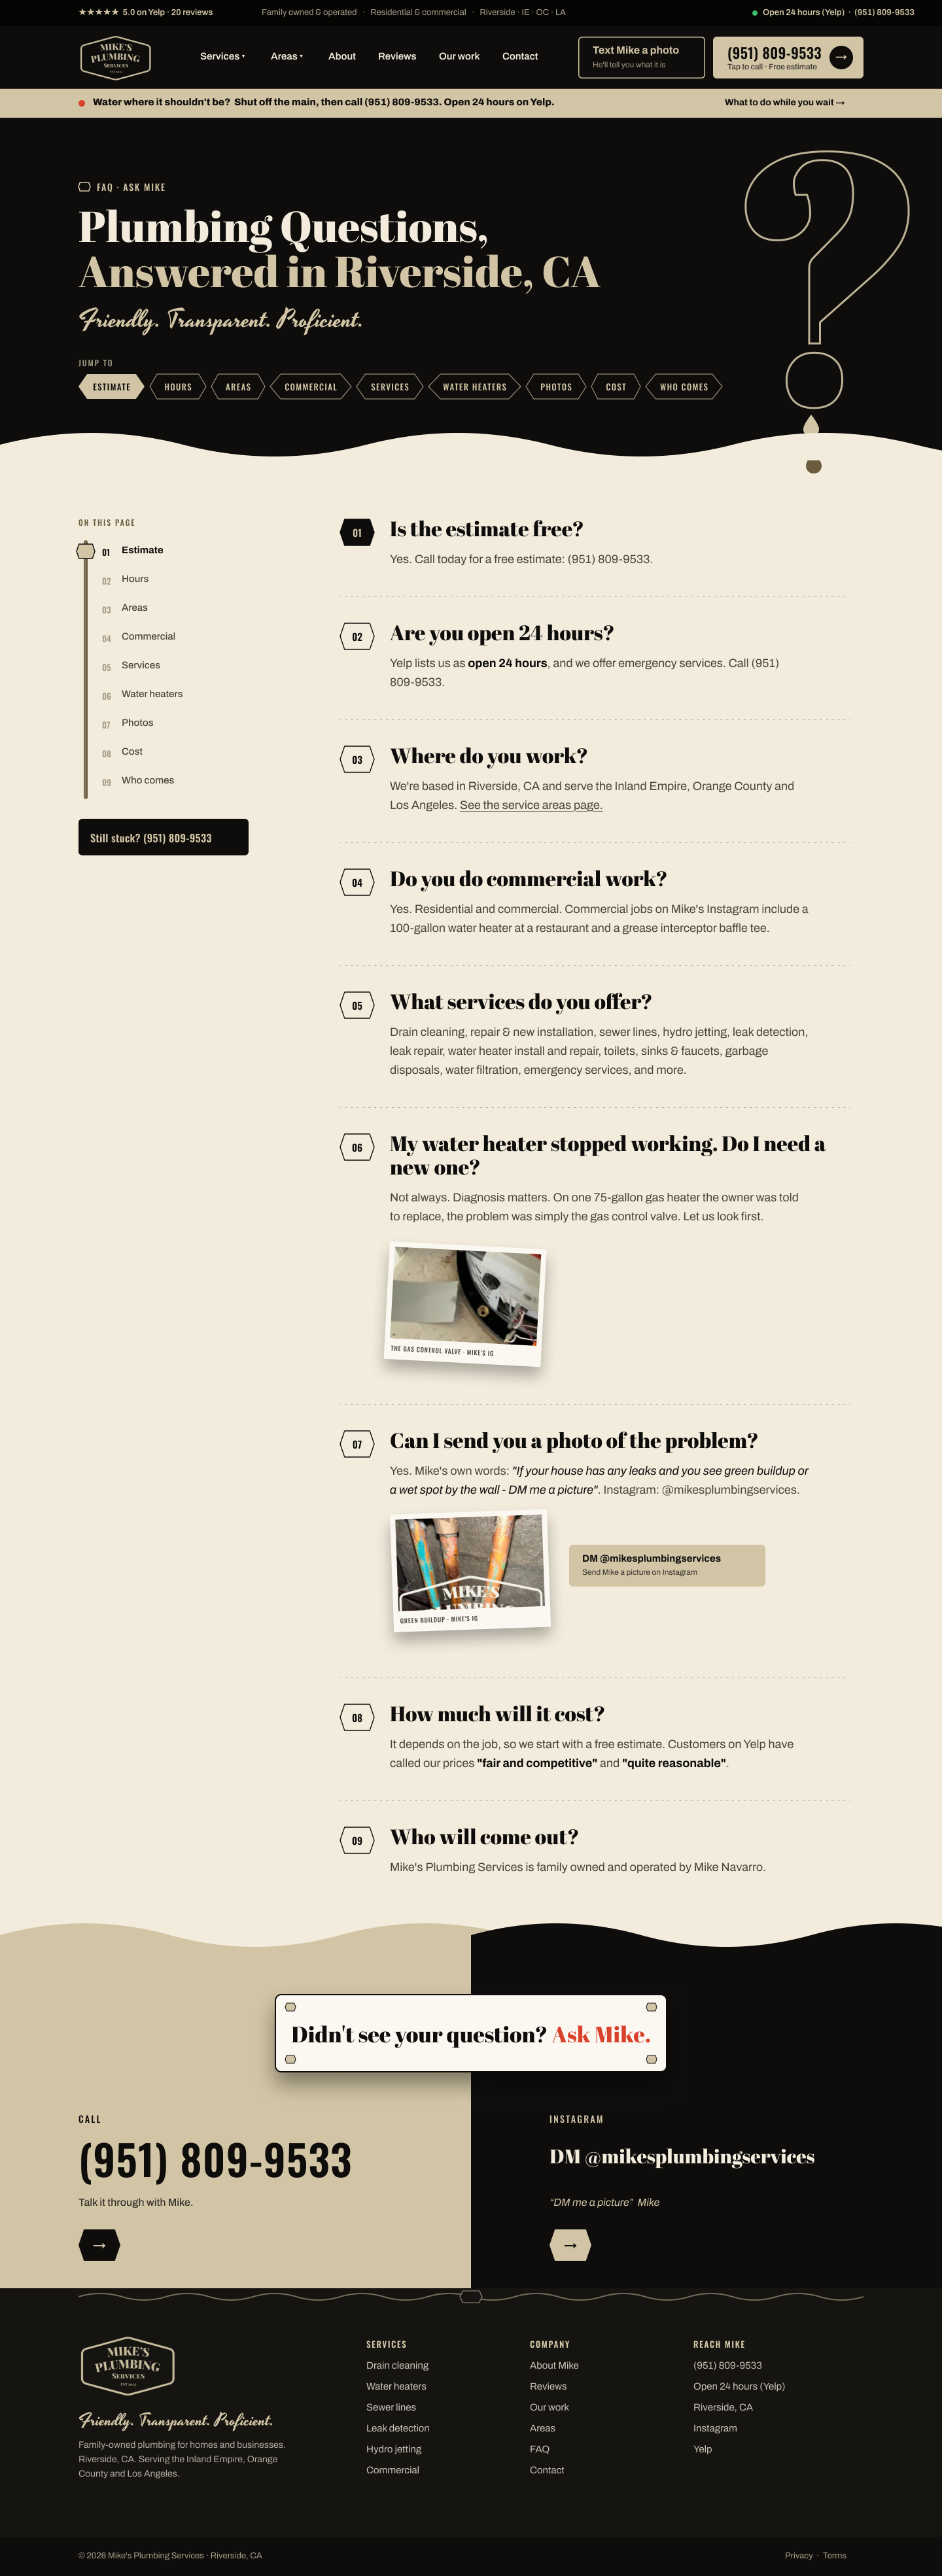 ★★★★★ 5.0 on Yelp · 20 reviews
Family owned & operated · Residential & commercial · Riverside · IE · OC · LA
Open 24 hours (Yelp) · (951) 809-9533
MIKE'S
PLUMBING
SERVICES
Services
Areas
About
Reviews
Our work
Contact
Text Mike a photo
He'll tell you what it is
(951) 809-9533
Tap to call · Free estimate
→
Water where it shouldn't be? Shut off the main, then call (951) 809-9533. Open 24 hours on Yelp.
What to do while you wait →
FAQ · ASK MIKE
Plumbing Questions,
Answered in Riverside, CA
Friendly. Transparent. Proficient.
?
JUMP TO
ESTIMATE
HOURS
AREAS
COMMERCIAL
SERVICES
WATER HEATERS
PHOTOS
COST
WHO COMES
ON THIS PAGE
01 Estimate
02 Hours
03 Areas
04 Commercial
05 Services
06 Water heaters
07 Photos
08 Cost
09 Who comes
Still stuck? (951) 809-9533
01 Is the estimate free?
Yes. Call today for a free estimate: (951) 809-9533.
02 Are you open 24 hours?
Yelp lists us as open 24 hours, and we offer emergency services. Call (951)
809-9533.
03 Where do you work?
We're based in Riverside, CA and serve the Inland Empire, Orange County and
Los Angeles. See the service areas page.
04 Do you do commercial work?
Yes. Residential and commercial. Commercial jobs on Mike's Instagram include a
100-gallon water heater at a restaurant and a grease interceptor baffle tee.
05 What services do you offer?
Drain cleaning, repair & new installation, sewer lines, hydro jetting, leak detection,
leak repair, water heater install and repair, toilets, sinks & faucets, garbage
disposals, water filtration, emergency services, and more.
06 My water heater stopped working. Do I need a
new one?
Not always. Diagnosis matters. On one 75-gallon gas heater the owner was told
to replace, the problem was simply the gas control valve. Let us look first.
THE GAS CONTROL VALVE · MIKE'S IG
07 Can I send you a photo of the problem?
Yes. Mike's own words: "If your house has any leaks and you see green buildup or
a wet spot by the wall - DM me a picture". Instagram: @mikesplumbingservices.
MIKE'S
PLUMBING
GREEN BUILDUP · MIKE'S IG
DM @mikesplumbingservices
Send Mike a picture on Instagram
08 How much will it cost?
It depends on the job, so we start with a free estimate. Customers on Yelp have
called our prices "fair and competitive" and "quite reasonable".
09 Who will come out?
Mike's Plumbing Services is family owned and operated by Mike Navarro.
Didn't see your question? Ask Mike.
CALL
(951) 809-9533
Talk it through with Mike.
→
INSTAGRAM
DM @mikesplumbingservices
“DM me a picture” Mike
→
MIKE'S
PLUMBING
SERVICES
Friendly. Transparent. Proficient.
Family-owned plumbing for homes and businesses.
Riverside, CA. Serving the Inland Empire, Orange
County and Los Angeles.
SERVICES
Drain cleaning
Water heaters
Sewer lines
Leak detection
Hydro jetting
Commercial
COMPANY
About Mike
Reviews
Our work
Areas
FAQ
Contact
REACH MIKE
(951) 809-9533
Open 24 hours (Yelp)
Riverside, CA
Instagram
Yelp
© 2026 Mike's Plumbing Services · Riverside, CA
Privacy · Terms